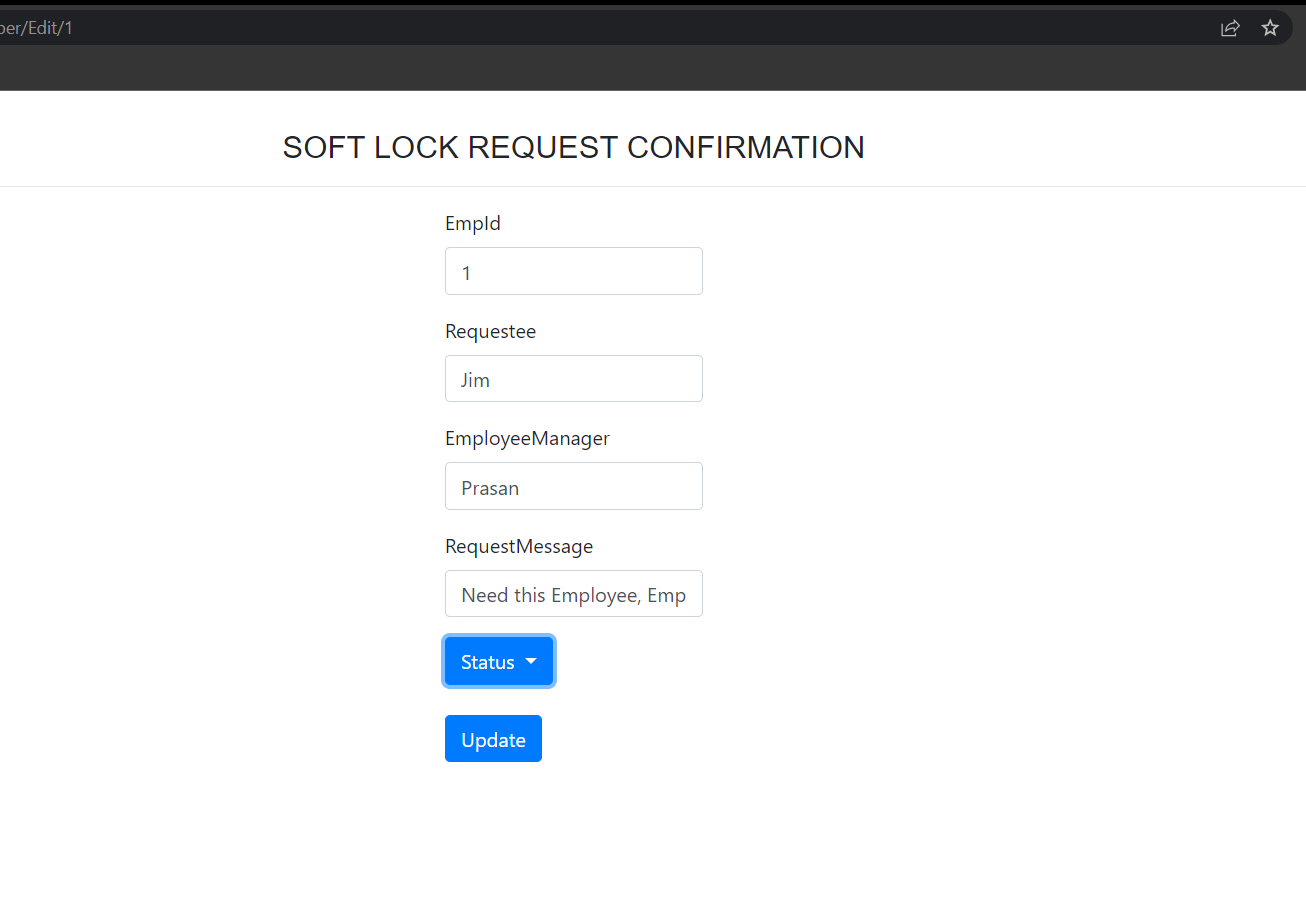 ber/Edit/1
SOFT LOCK REQUEST CONFIRMATION
EmpId
1
Requestee
Jim
EmployeeManager
Prasan
RequestMessage
Need this Employee, Emp
Status
Update